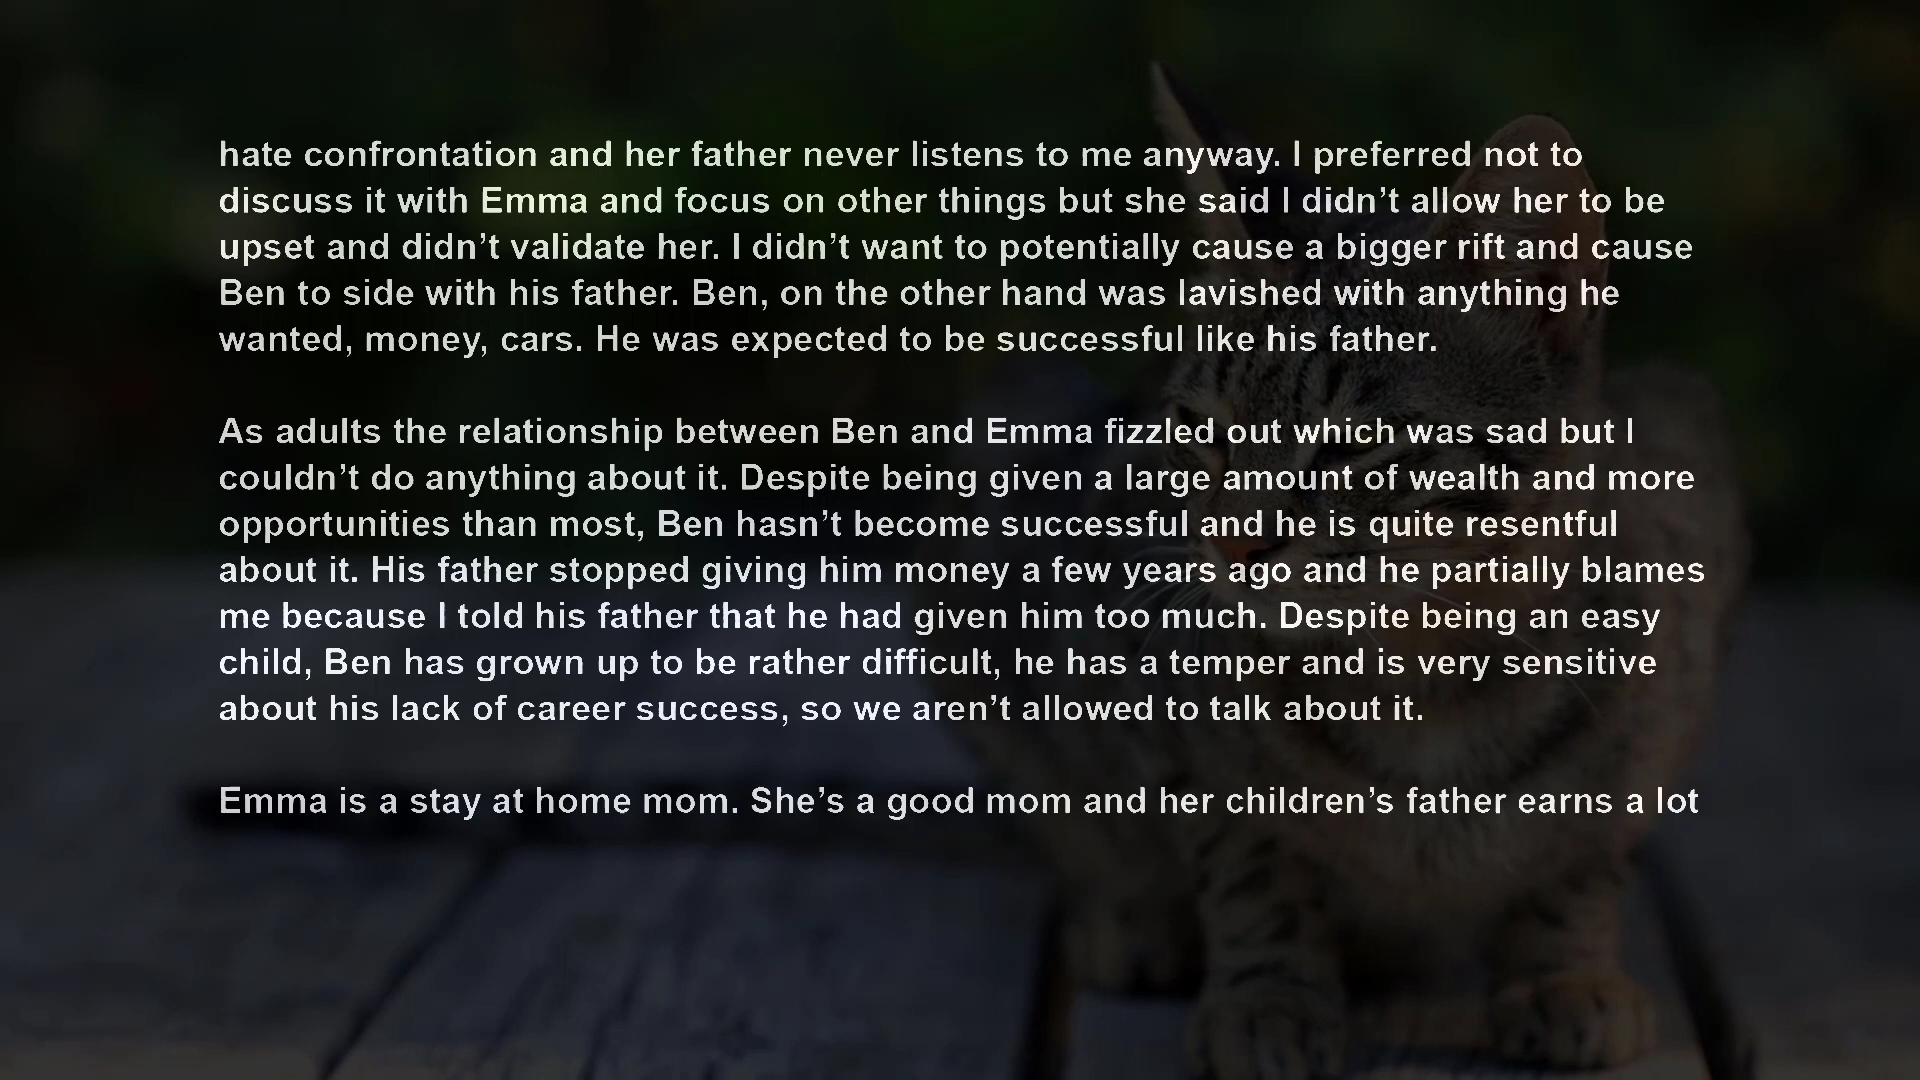 hate confrontation and her father never listens to me anyway. I preferred not to
discuss it with Emma and focus on other things but she said I didn’t allow her to be
upset and didn’t validate her. I didn’t want to potentially cause a bigger rift and cause
Ben to side with his father. Ben, on the other hand was lavished with anything he
wanted, money, cars. He was expected to be successful like his father.
As adults the relationship between Ben and Emma fizzled out which was sad but I
couldn’t do anything about it. Despite being given a large amount of wealth and more
opportunities than most, Ben hasn’t become successful and he is quite resentful
about it. His father stopped giving him money a few years ago and he partially blames
me because I told his father that he had given him too much. Despite being an easy
child, Ben has grown up to be rather difficult, he has a temper and is very sensitive
about his lack of career success, so we aren’t allowed to talk about it.
Emma is a stay at home mom. She’s a good mom and her children’s father earns a lot